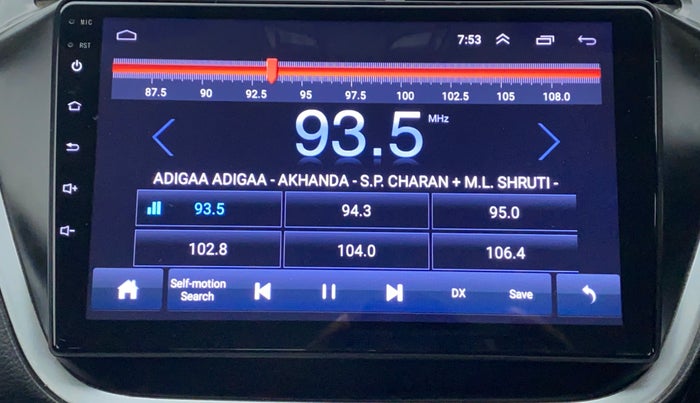 MIC
7:53
RST
87.5 90 92.5 95 97.5 100 102.5 105 108.0
93.5 MHz
ADIGAA ADIGAA - AKHANDA - S.P. CHARAN + M.L. SHRUTI -
93.5 94.3 95.0
102.8 104.0 106.4
Self-motion
Search DX Save